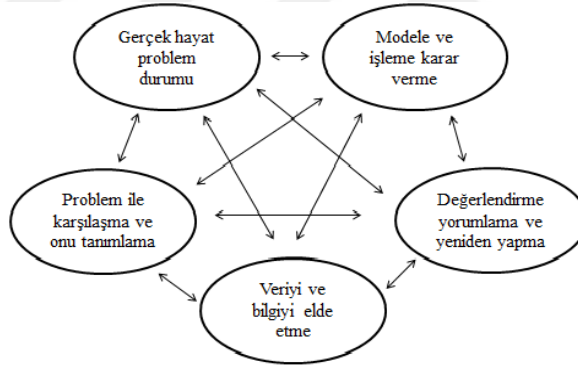 Gerçek hayat
problem
durumu
Modele ve
işleme karar
verme
Problem ile
karşılaşma ve
onu tanımlama
Değerlendirme
yorumlama ve
yeniden yapma
Veriyi ve
bilgiyi elde
etme